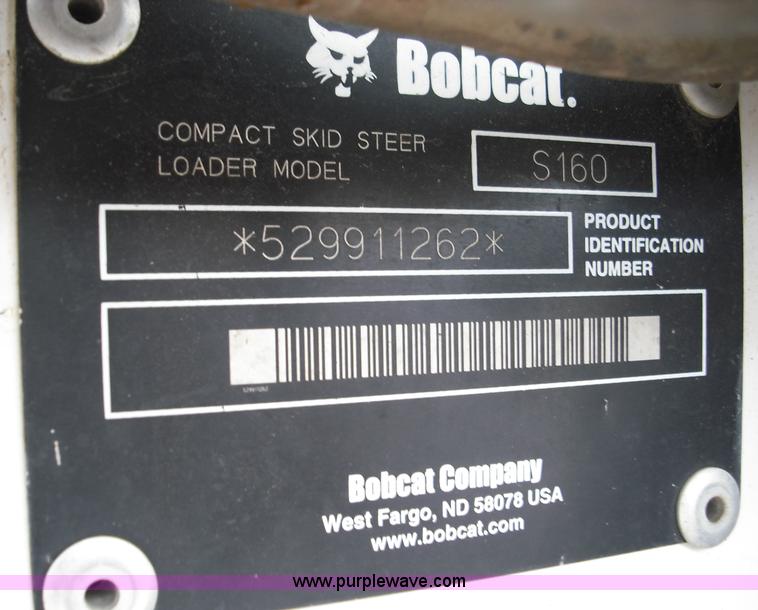 Bobcat.
COMPACT SKID STEER
LOADER MODEL
S160
*529911262*
PRODUCT
IDENTIFICATION
NUMBER
Bobcat Company
West Fargo, ND 58078 USA
www.bobcat.com
www.purplewave.com